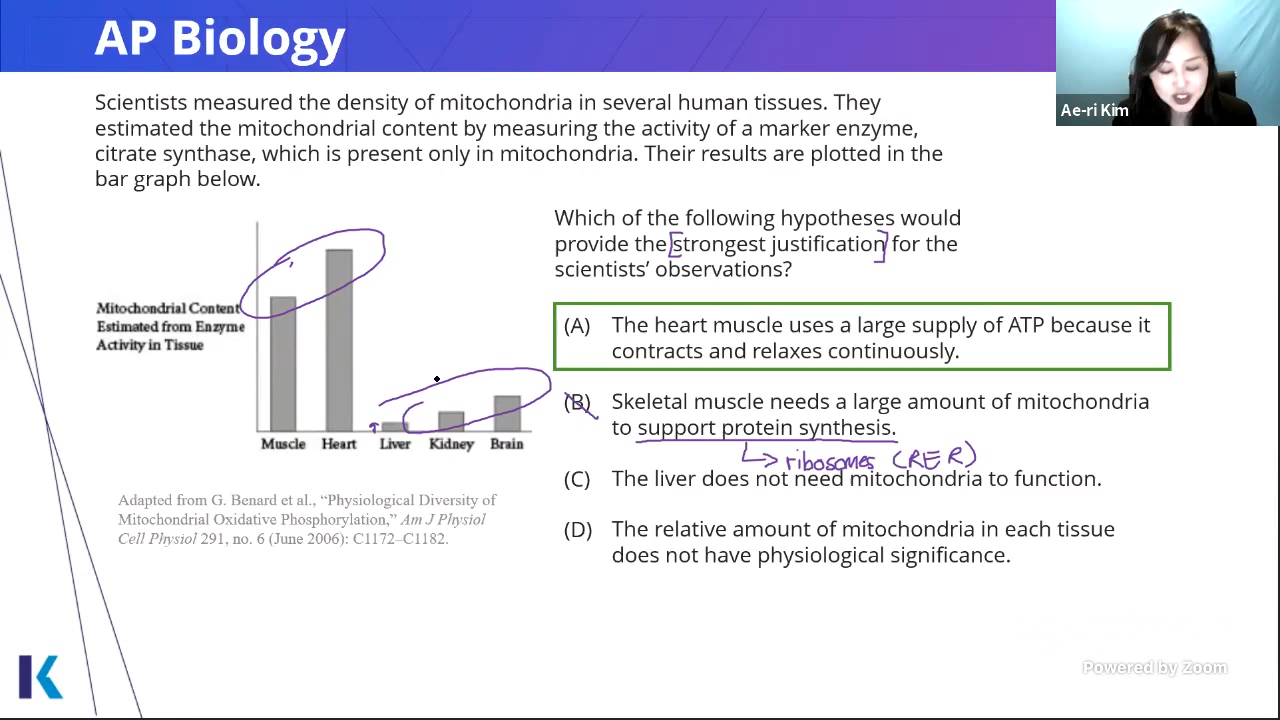 AP Biology
Ae-ri Kim
Scientists measured the density of mitochondria in several human tissues. They
estimated the mitochondrial content by measuring the activity of a marker enzyme,
citrate synthase, which is present only in mitochondria. Their results are plotted in the
bar graph below.
Mitochondrial Content
Estimated from Enzyme
Activity in Tissue
Muscle Heart Liver Kidney Brain
Adapted from G. Benard et al., “Physiological Diversity of
Mitochondrial Oxidative Phosphorylation,” Am J Physiol
Cell Physiol 291, no. 6 (June 2006): C1172–C1182.
Which of the following hypotheses would
provide the [strongest justification] for the
scientists’ observations?
(A) The heart muscle uses a large supply of ATP because it
contracts and relaxes continuously.
(B) Skeletal muscle needs a large amount of mitochondria
to support protein synthesis.
ribosomes (RER)
(C) The liver does not need mitochondria to function.
(D) The relative amount of mitochondria in each tissue
does not have physiological significance.
K
Powered by Zoom